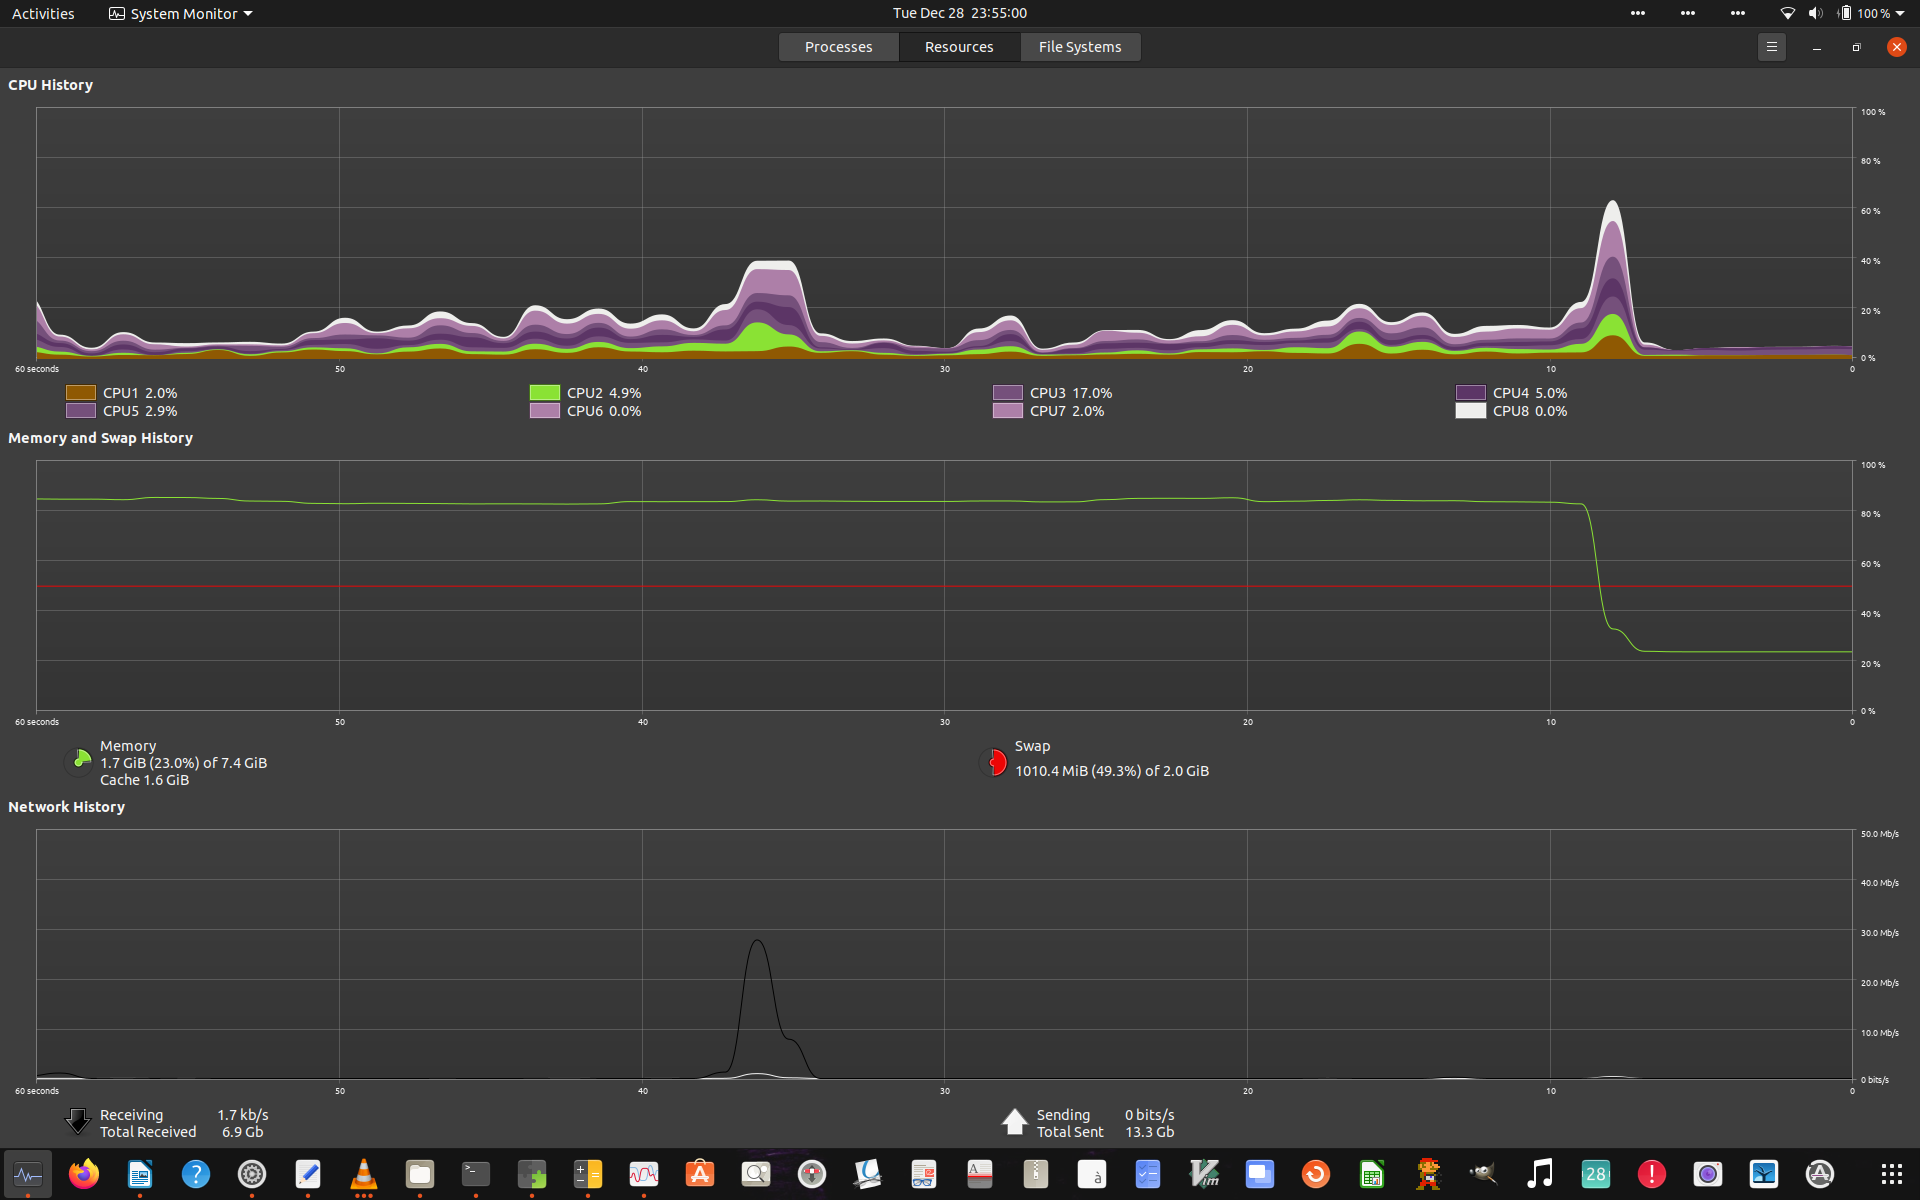 Activities System Monitor Tue Dec 28 23:55:00 100 %
Processes Resources File Systems
CPU History
100 %
80 %
60 %
40 %
20 %
0 %
60 seconds 50 40 30 20 10 0
CPU1 2.0% CPU2 4.9% CPU3 17.0% CPU4 5.0%
CPU5 2.9% CPU6 0.0% CPU7 2.0% CPU8 0.0%
Memory and Swap History
100 %
80 %
60 %
40 %
20 %
0 %
60 seconds 50 40 30 20 10 0
Memory
1.7 GiB (23.0%) of 7.4 GiB
Cache 1.6 GiB
Swap
1010.4 MiB (49.3%) of 2.0 GiB
Network History
50.0 Mb/s
40.0 Mb/s
30.0 Mb/s
20.0 Mb/s
10.0 Mb/s
0 bits/s
60 seconds 50 40 30 20 10 0
Receiving 1.7 kb/s
Total Received 6.9 Gb
Sending 0 bits/s
Total Sent 13.3 Gb
? >_ A à Vim 28 !